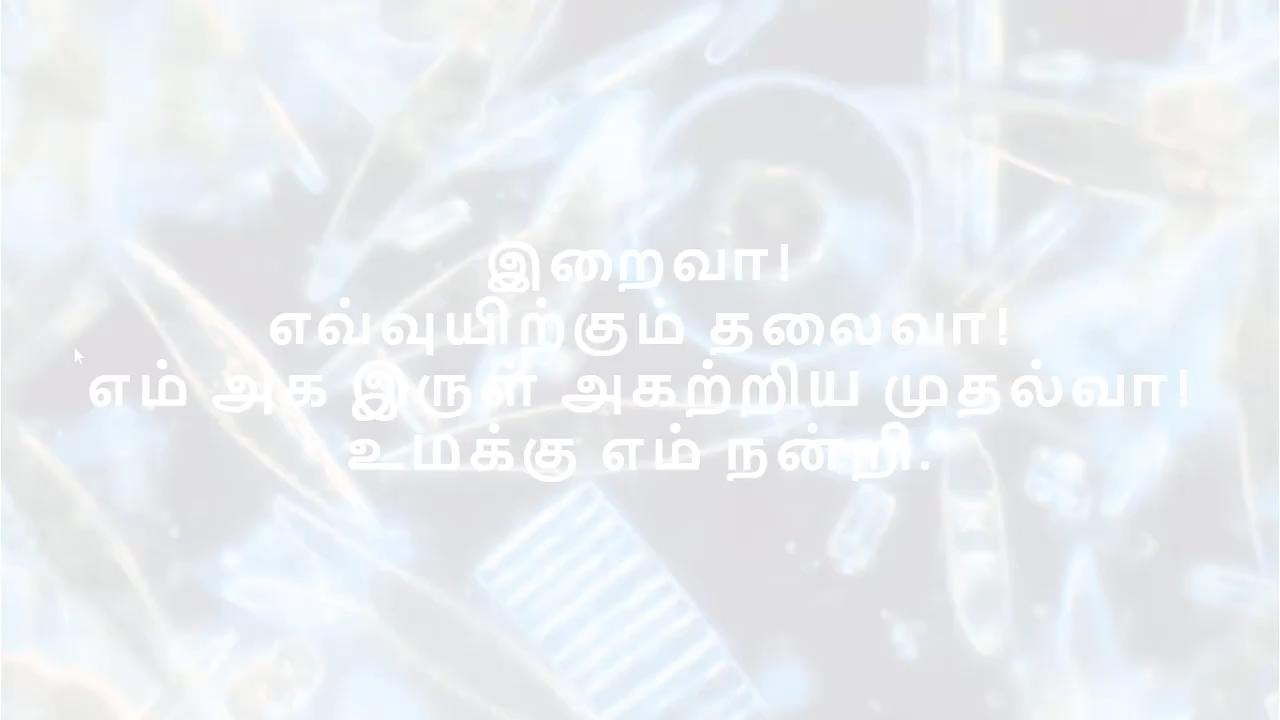 இறைவா!
எவ்வுயிற்கும் தலைவா!
எம் அக இருள் அகற்றிய முதல்வா!
உமக்கு எம் நன்றி.